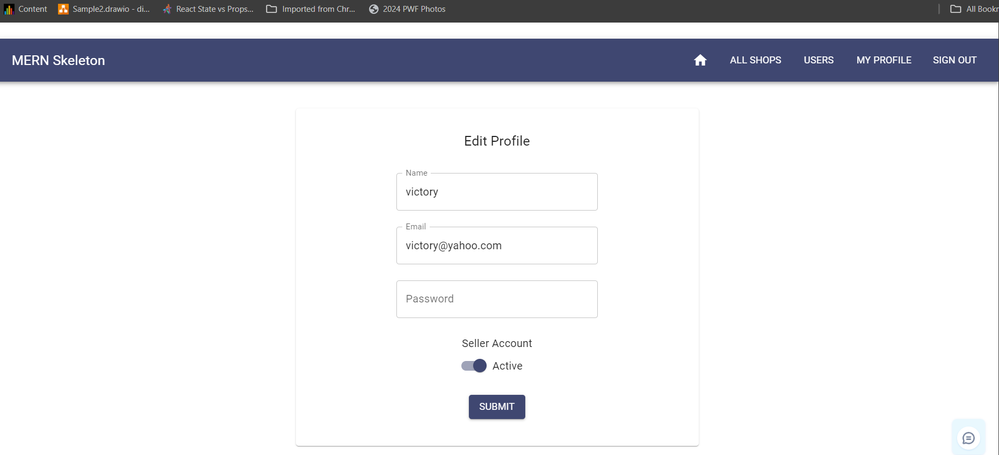 Content
Sample2.drawio - di...
React State vs Props...
Imported from Chr...
2024 PWF Photos
All Bookr
MERN Skeleton
ALL SHOPS
USERS
MY PROFILE
SIGN OUT
Edit Profile
Name
victory
Email
victory@yahoo.com
Password
Seller Account
Active
SUBMIT